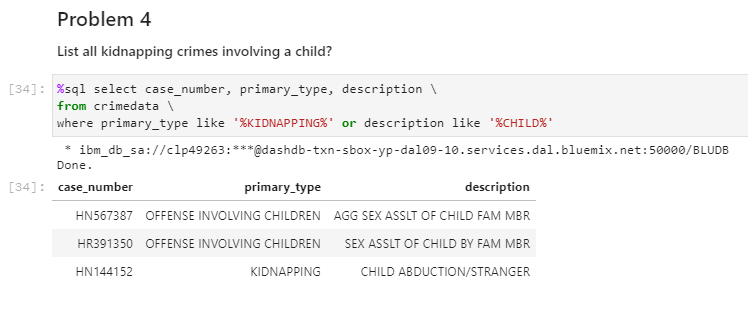 Problem 4
List all kidnapping crimes involving a child?
[34]: %sql select case_number, primary_type, description \
from crimedata \
where primary_type like '%KIDNAPPING%' or description like '%CHILD%'
* ibm_db_sa://clp49263:***@dashdb-txn-sbox-yp-dal09-10.services.dal.bluemix.net:50000/BLUDB
Done.
[34]: case_number primary_type description
HN567387 OFFENSE INVOLVING CHILDREN AGG SEX ASSLT OF CHILD FAM MBR
HR391350 OFFENSE INVOLVING CHILDREN SEX ASSLT OF CHILD BY FAM MBR
HN144152 KIDNAPPING CHILD ABDUCTION/STRANGER